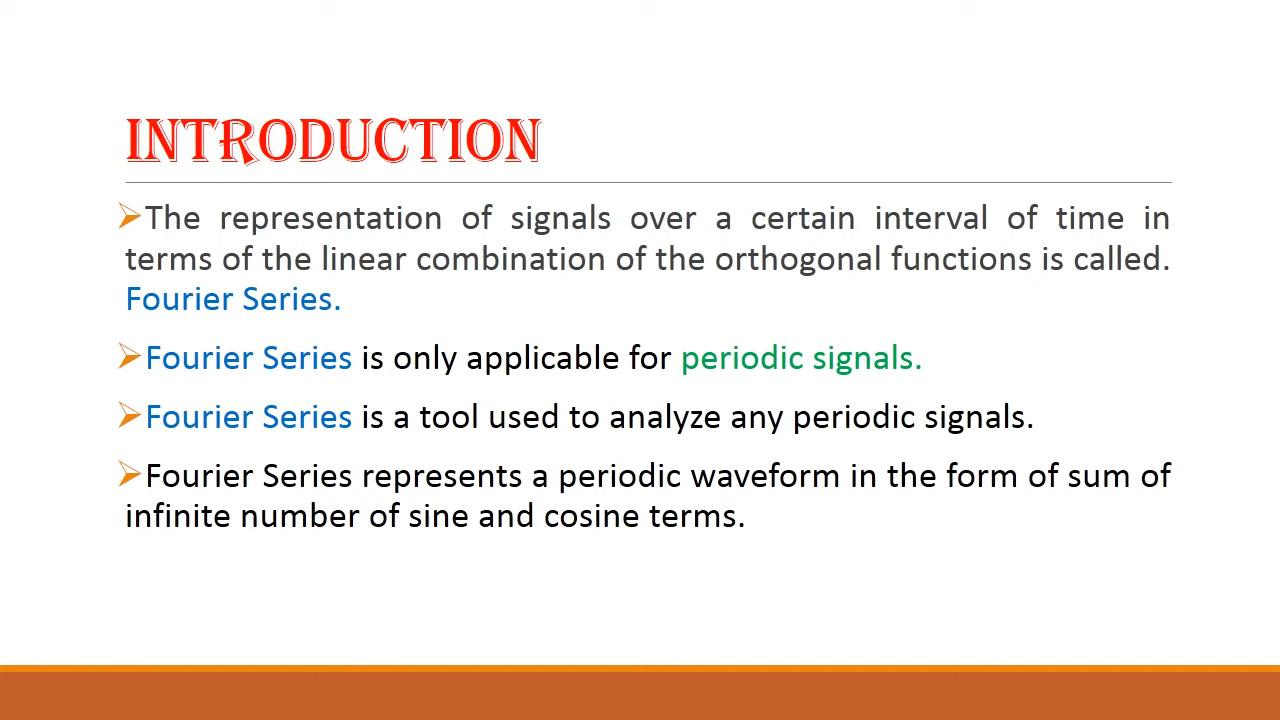 INTRODUCTION
The representation of signals over a certain interval of time in
terms of the linear combination of the orthogonal functions is called.
Fourier Series.
Fourier Series is only applicable for periodic signals.
Fourier Series is a tool used to analyze any periodic signals.
Fourier Series represents a periodic waveform in the form of sum of
infinite number of sine and cosine terms.